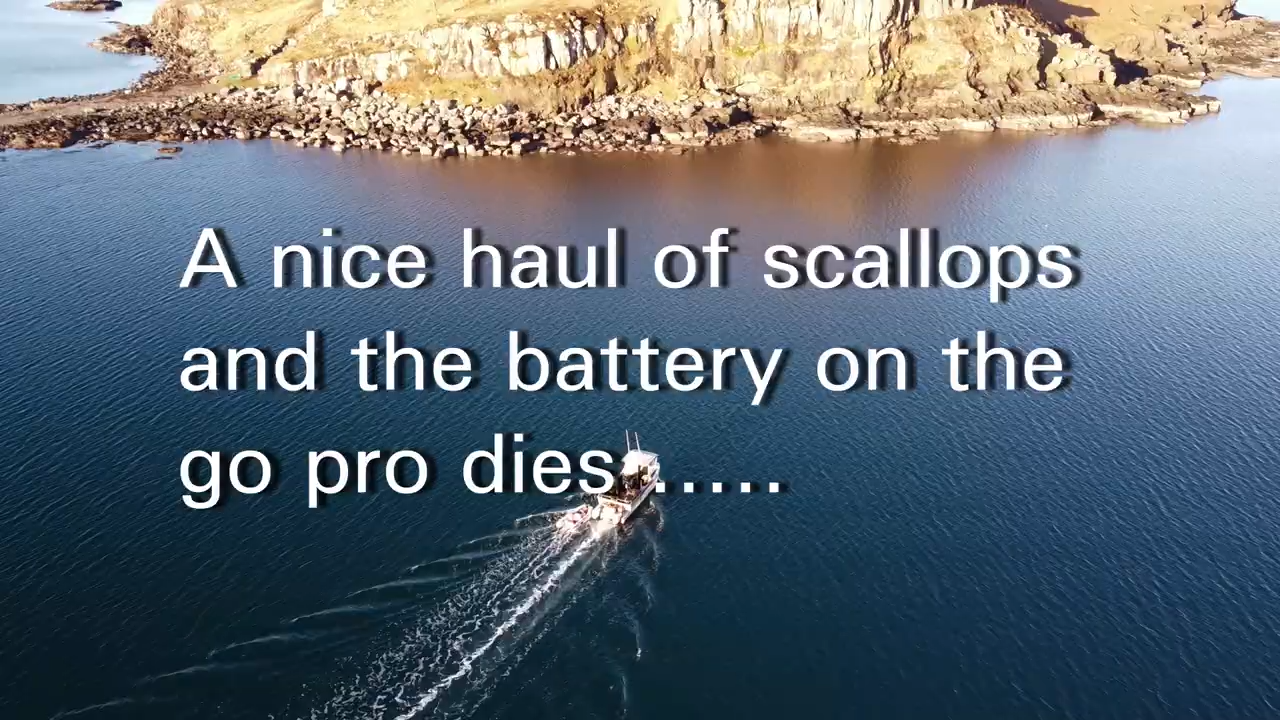 A nice haul of scallops
and the battery on the
go pro dies......